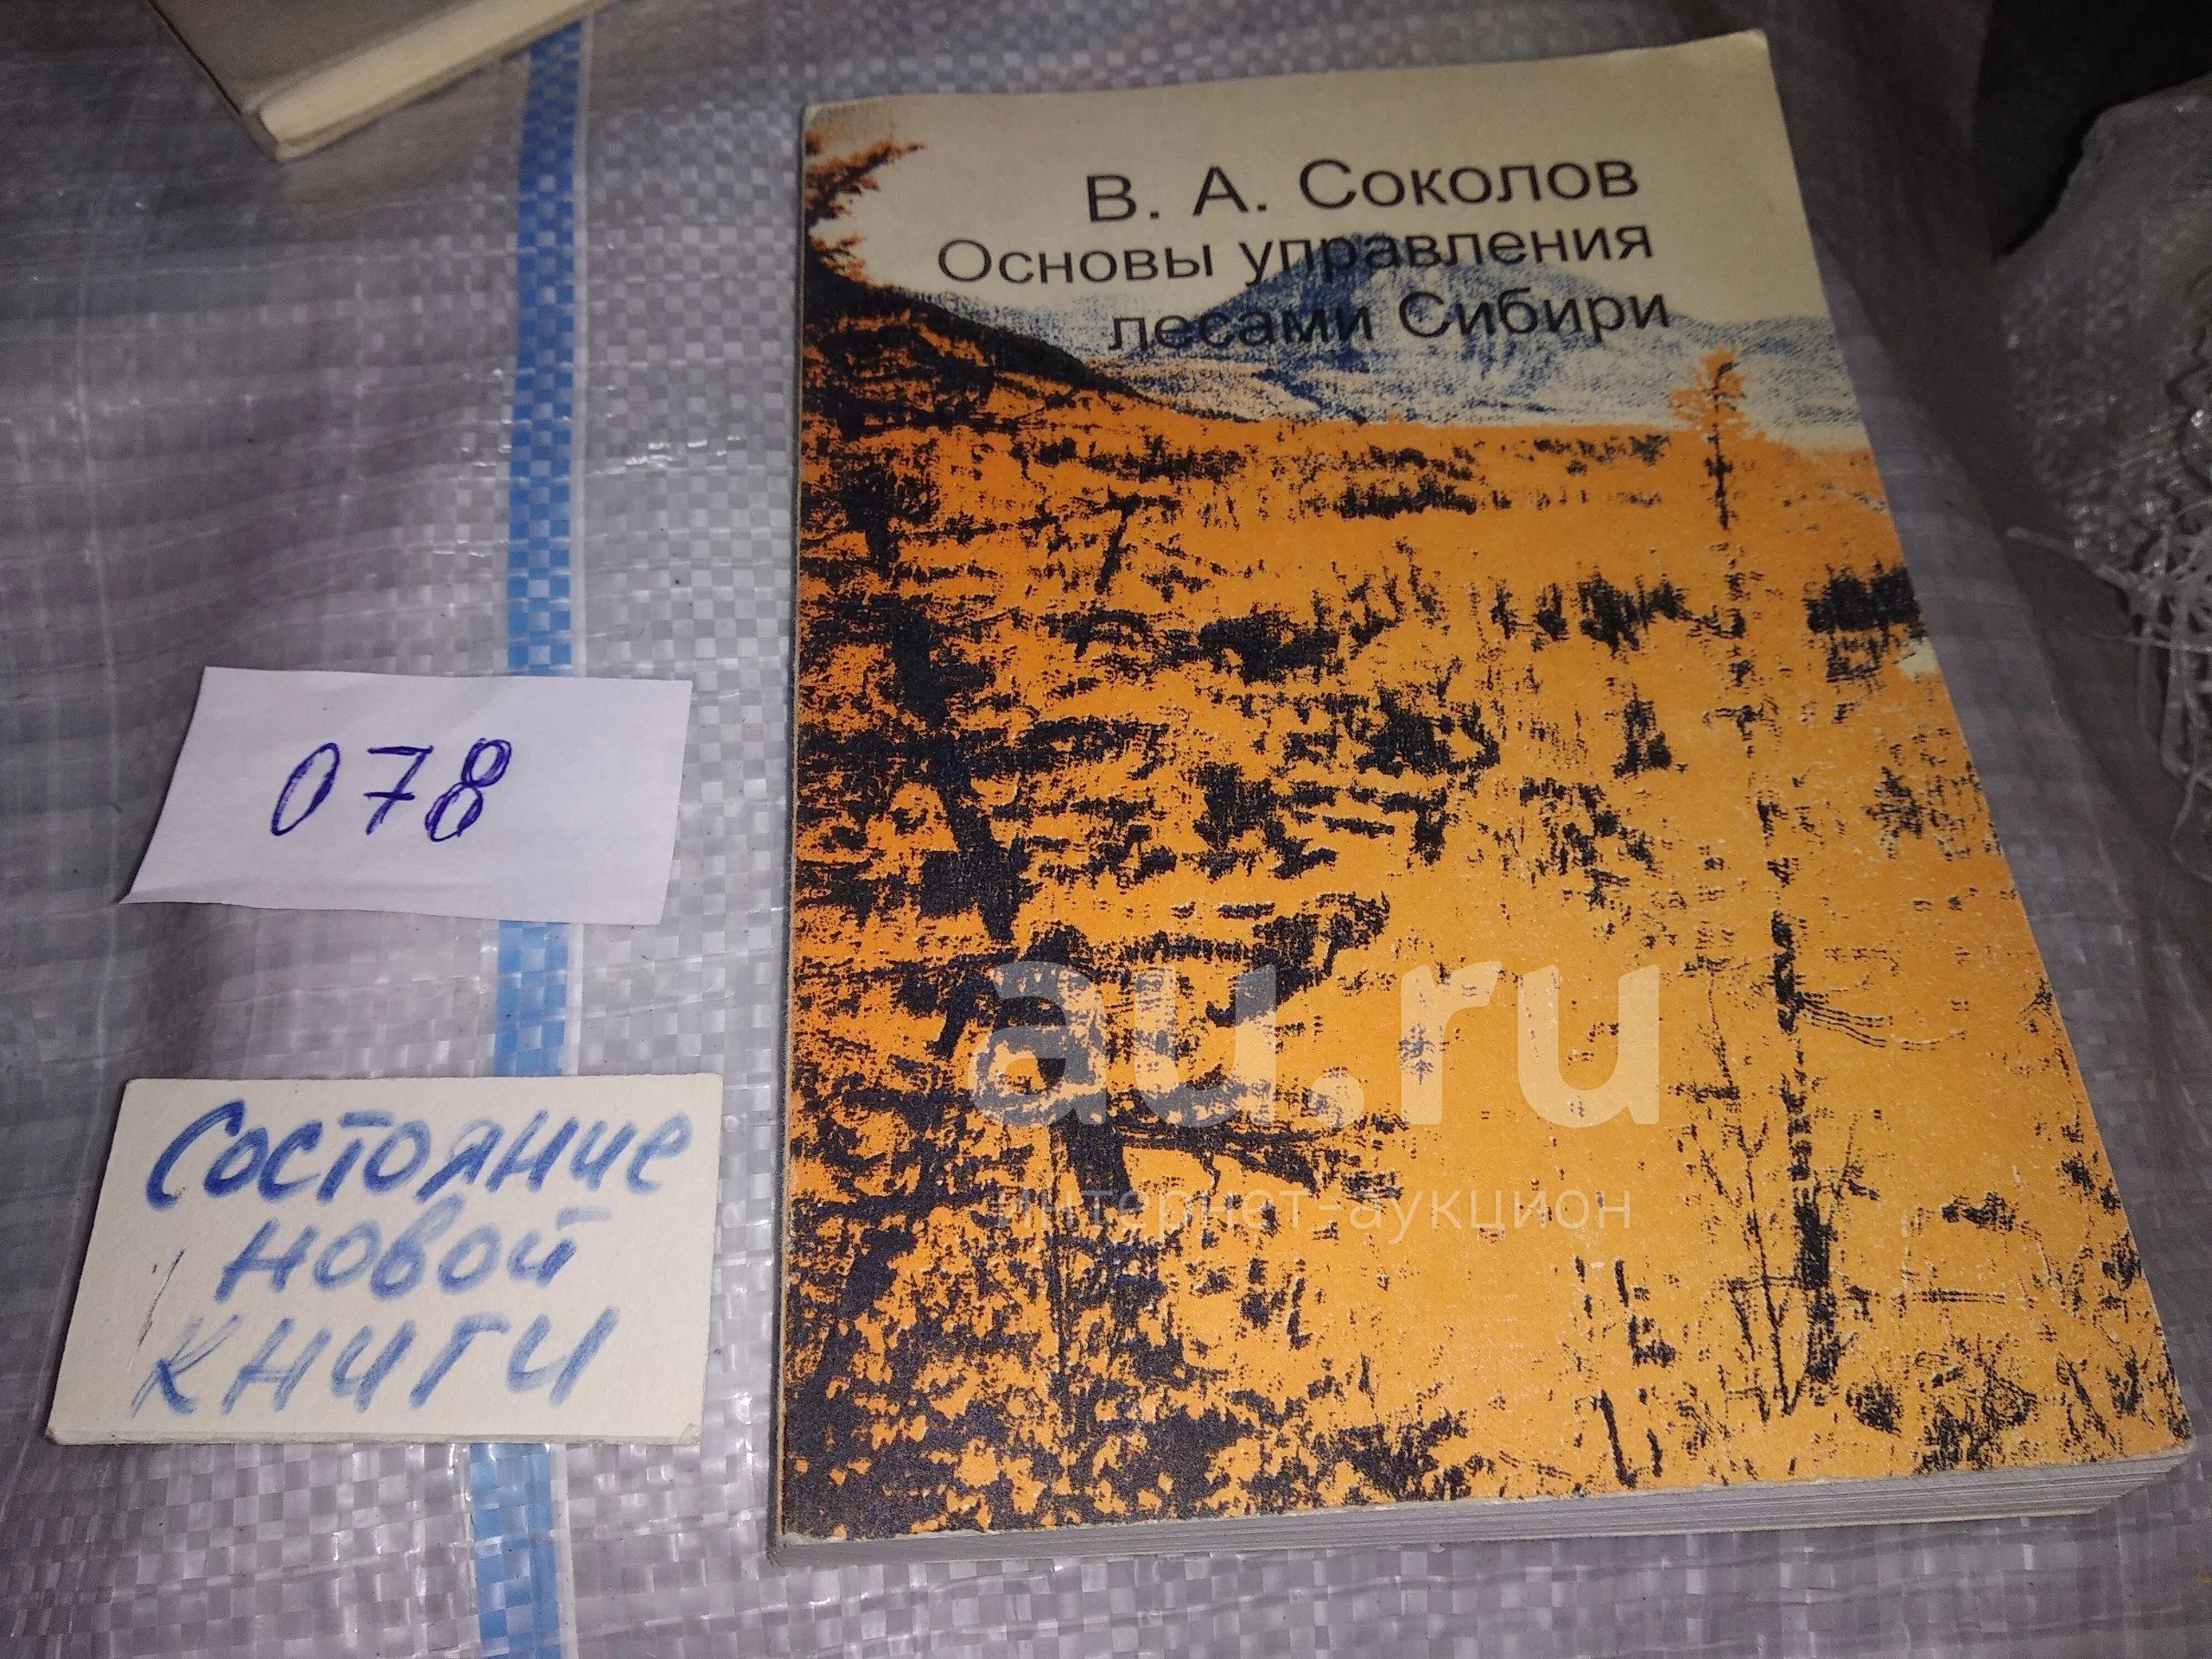 В. А. Соколов
Основы управления
лесами Сибири
078
Состояние
новой
книги
au.ru
интернет-аукцион